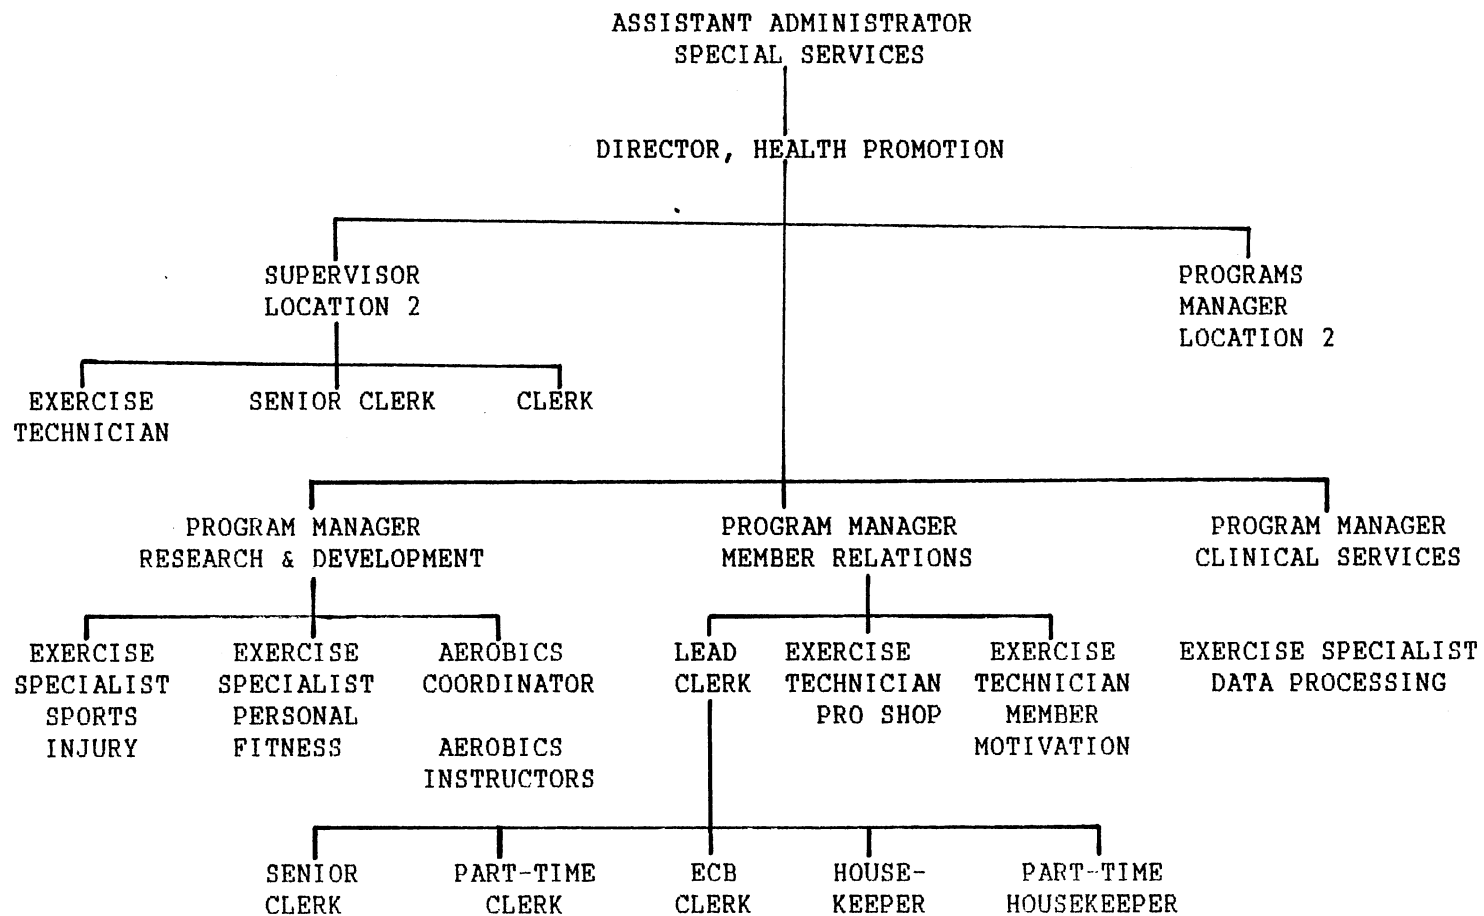 ASSISTANT ADMINISTRATOR
SPECIAL SERVICES
DIRECTOR, HEALTH PROMOTION
SUPERVISOR
LOCATION 2
PROGRAMS
MANAGER
LOCATION 2
EXERCISE
TECHNICIAN
SENIOR CLERK
CLERK
PROGRAM MANAGER
RESEARCH & DEVELOPMENT
PROGRAM MANAGER
MEMBER RELATIONS
PROGRAM MANAGER
CLINICAL SERVICES
EXERCISE
SPECIALIST
SPORTS
INJURY
EXERCISE
SPECIALIST
PERSONAL
FITNESS
AEROBICS
COORDINATOR
AEROBICS
INSTRUCTORS
LEAD
CLERK
EXERCISE
TECHNICIAN
PRO SHOP
EXERCISE
TECHNICIAN
MEMBER
MOTIVATION
EXERCISE SPECIALIST
DATA PROCESSING
SENIOR
CLERK
PART-TIME
CLERK
ECB
CLERK
HOUSE-
KEEPER
PART-TIME
HOUSEKEEPER